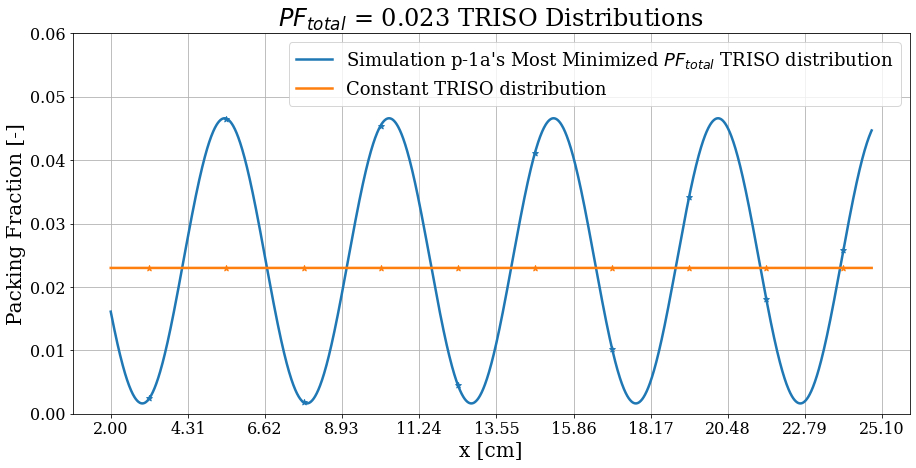 PF_total = 0.023 TRISO Distributions
Simulation p-1a's Most Minimized PF_total TRISO distribution
Constant TRISO distribution
Packing Fraction [-]
0.06
0.05
0.04
0.03
0.02
0.01
0.00
2.00 4.31 6.62 8.93 11.24 13.55 15.86 18.17 20.48 22.79 25.10
x [cm]